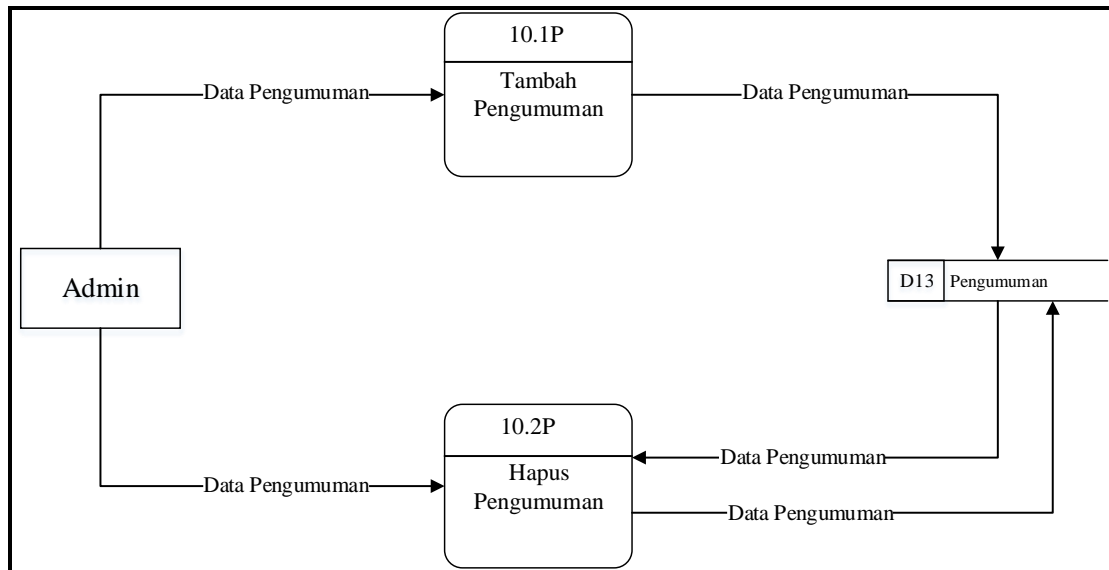 10.1P
Tambah
Pengumuman
Data Pengumuman
Data Pengumuman
Admin
D13 Pengumuman
10.2P
Hapus
Pengumuman
Data Pengumuman
Data Pengumuman
Data Pengumuman